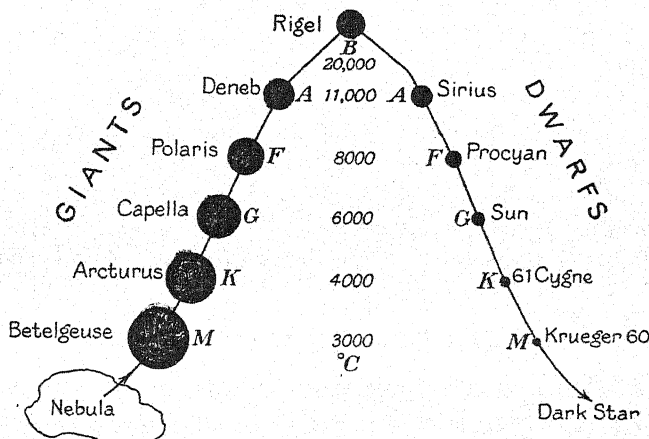 Rigel
B
20,000
Deneb A 11,000 A Sirius
GIANTS
DWARFS
Polaris F 8000 F Procyan
Capella G 6000 G Sun
Arcturus K 4000 K 61 Cygne
Betelgeuse M 3000 M Krueger 60
°C
Nebula
Dark Star